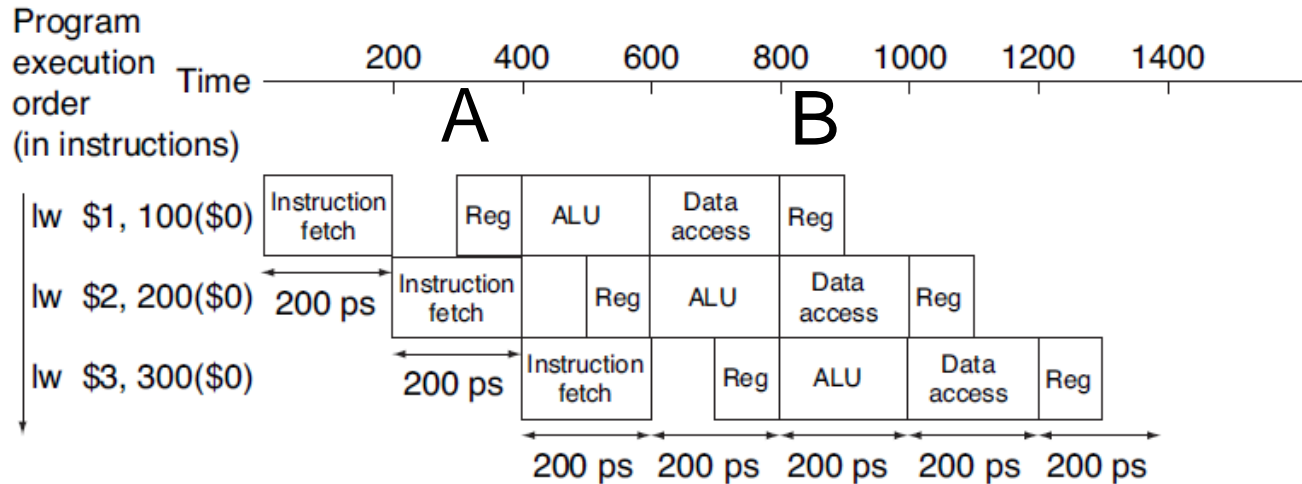 Program
execution
order
(in instructions)
Time
200 400 600 800 1000 1200 1400
A B
lw $1, 100($0)
Instruction
fetch
Reg
ALU
Data
access
Reg
200 ps
lw $2, 200($0)
Instruction
fetch
Reg
ALU
Data
access
Reg
200 ps
lw $3, 300($0)
Instruction
fetch
Reg
ALU
Data
access
Reg
200 ps 200 ps 200 ps 200 ps 200 ps